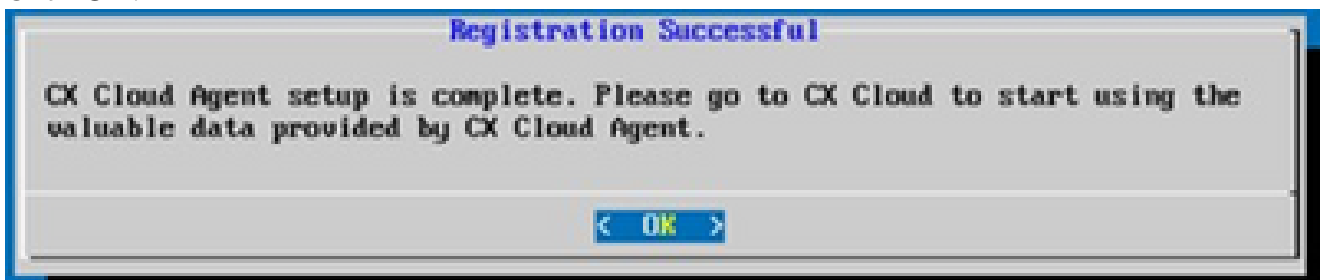 Registration Successful
CX Cloud Agent setup is complete. Please go to CX Cloud to start using the
valuable data provided by CX Cloud Agent.
< OK >